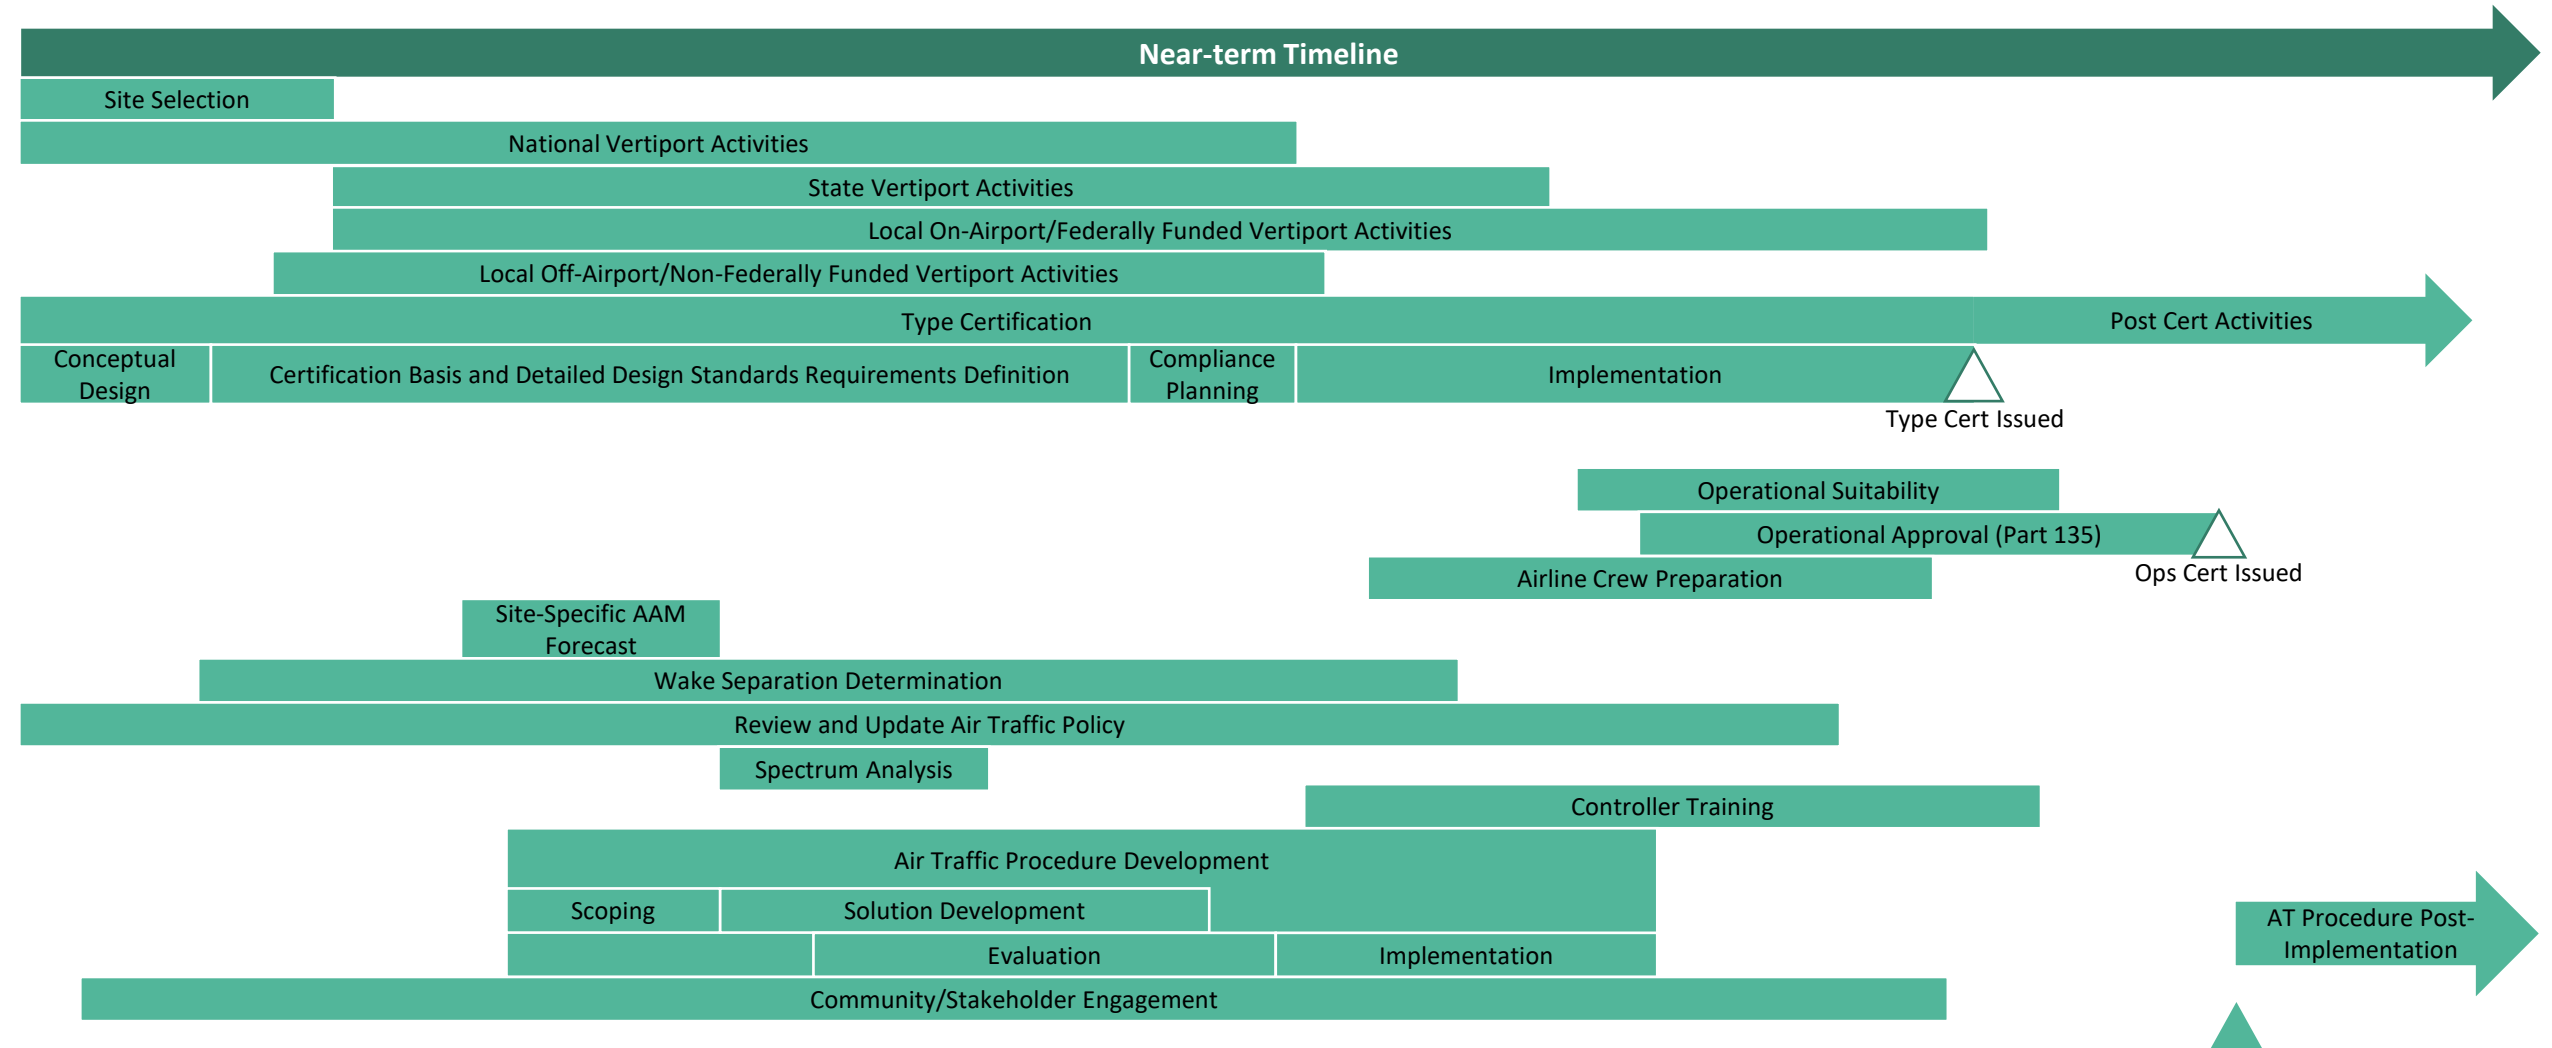 Near-term Timeline
Site Selection
National Vertiport Activities
State Vertiport Activities
Local On-Airport/Federally Funded Vertiport Activities
Local Off-Airport/Non-Federally Funded Vertiport Activities
Type Certification
Post Cert Activities
Conceptual
Design
Certification Basis and Detailed Design Standards Requirements Definition
Compliance
Planning
Implementation
Type Cert Issued
Operational Suitability
Operational Approval (Part 135)
Ops Cert Issued
Airline Crew Preparation
Site-Specific AAM
Forecast
Wake Separation Determination
Review and Update Air Traffic Policy
Spectrum Analysis
Controller Training
Air Traffic Procedure Development
Scoping
Solution Development
Evaluation
Implementation
AT Procedure Post-
Implementation
Community/Stakeholder Engagement